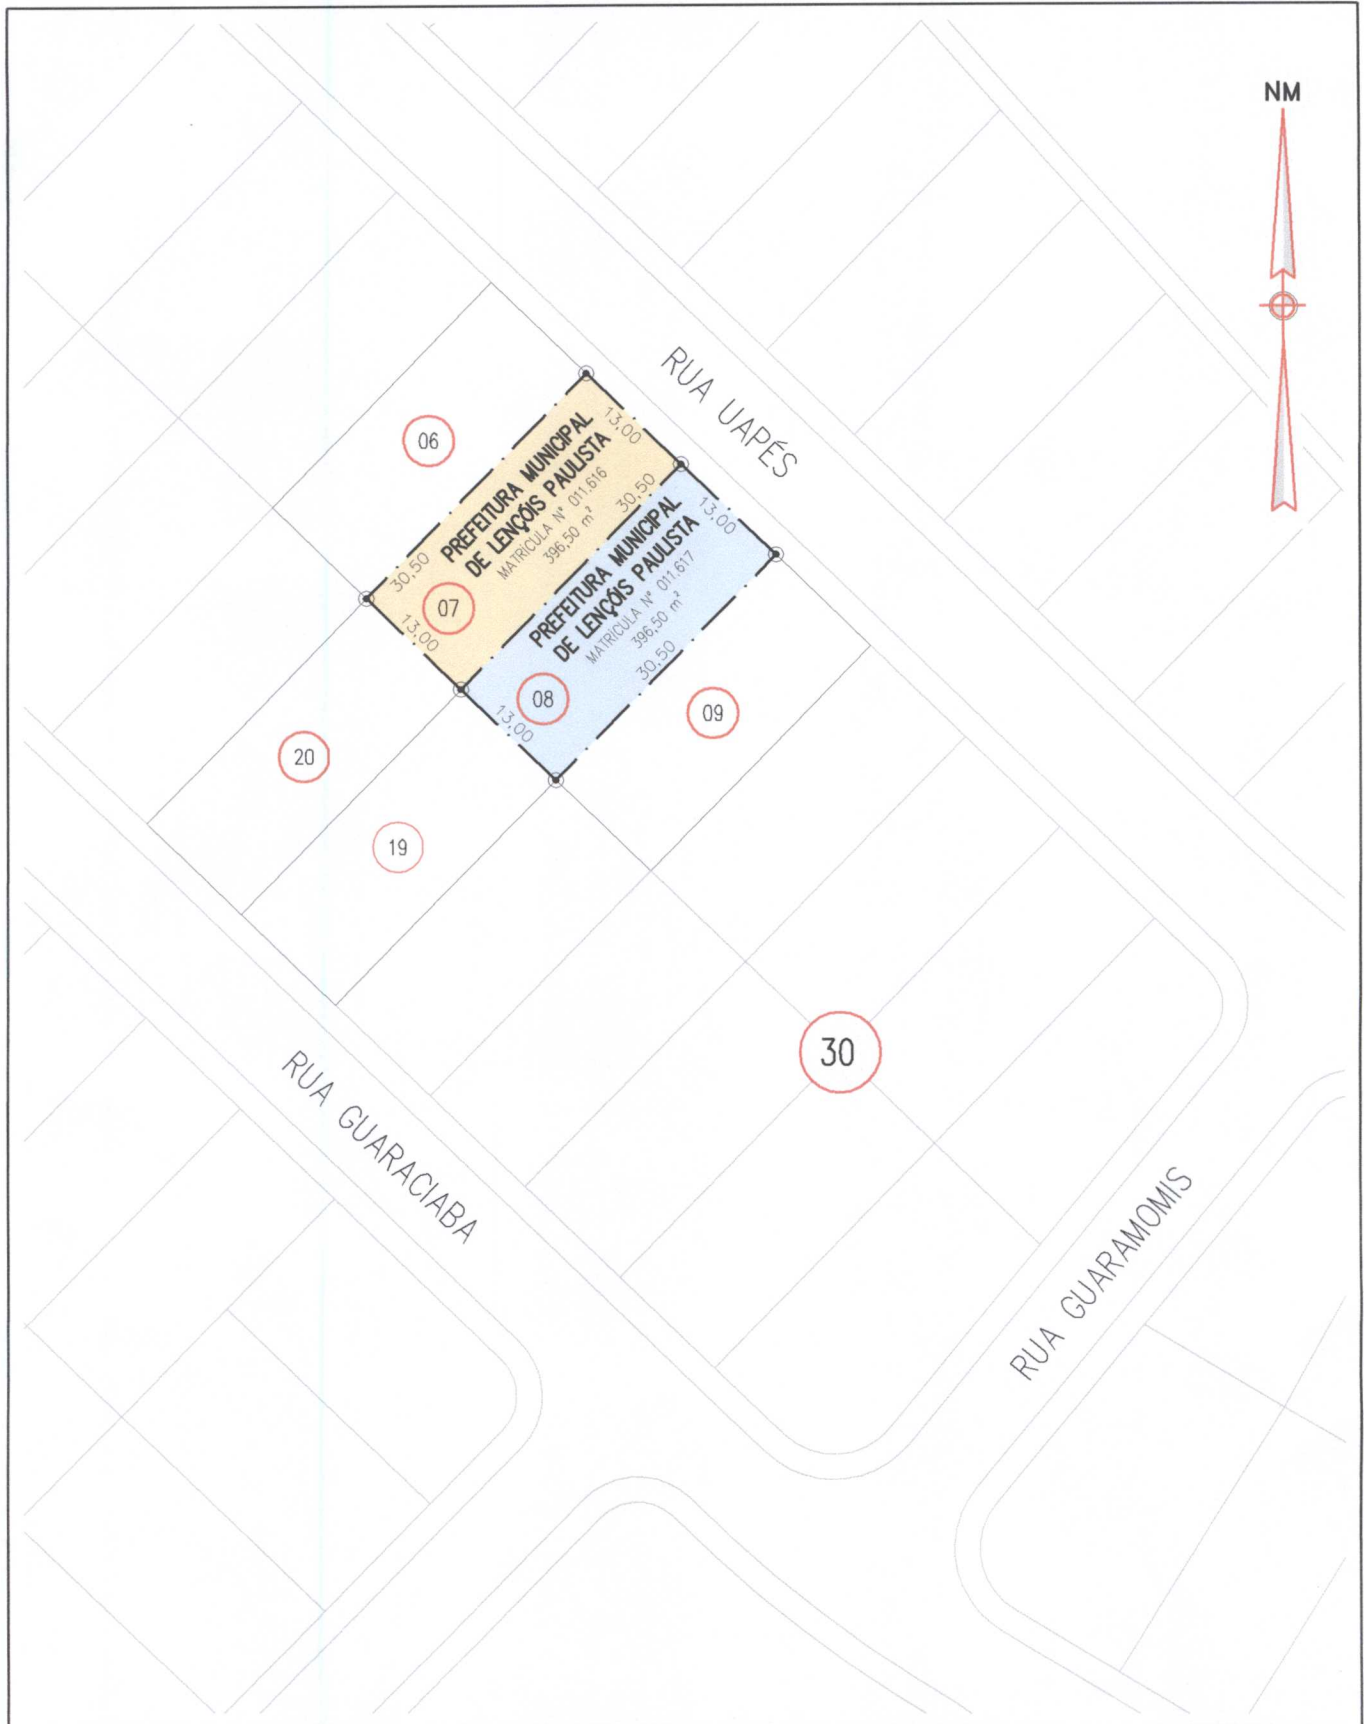 NM
RUA UAPÉS
06
13,00
PREFEITURA MUNICIPAL
DE LENÇÓIS PAULISTA
MATRÍCULA Nº 011.616
396,50 m²
30,50
30,50
07
13,00
13,00
PREFEITURA MUNICIPAL
DE LENÇÓIS PAULISTA
MATRÍCULA Nº 011.617
396,50 m²
30,50
08
13,00
09
20
19
30
RUA GUARACIABA
RUA GUARAMOMIS